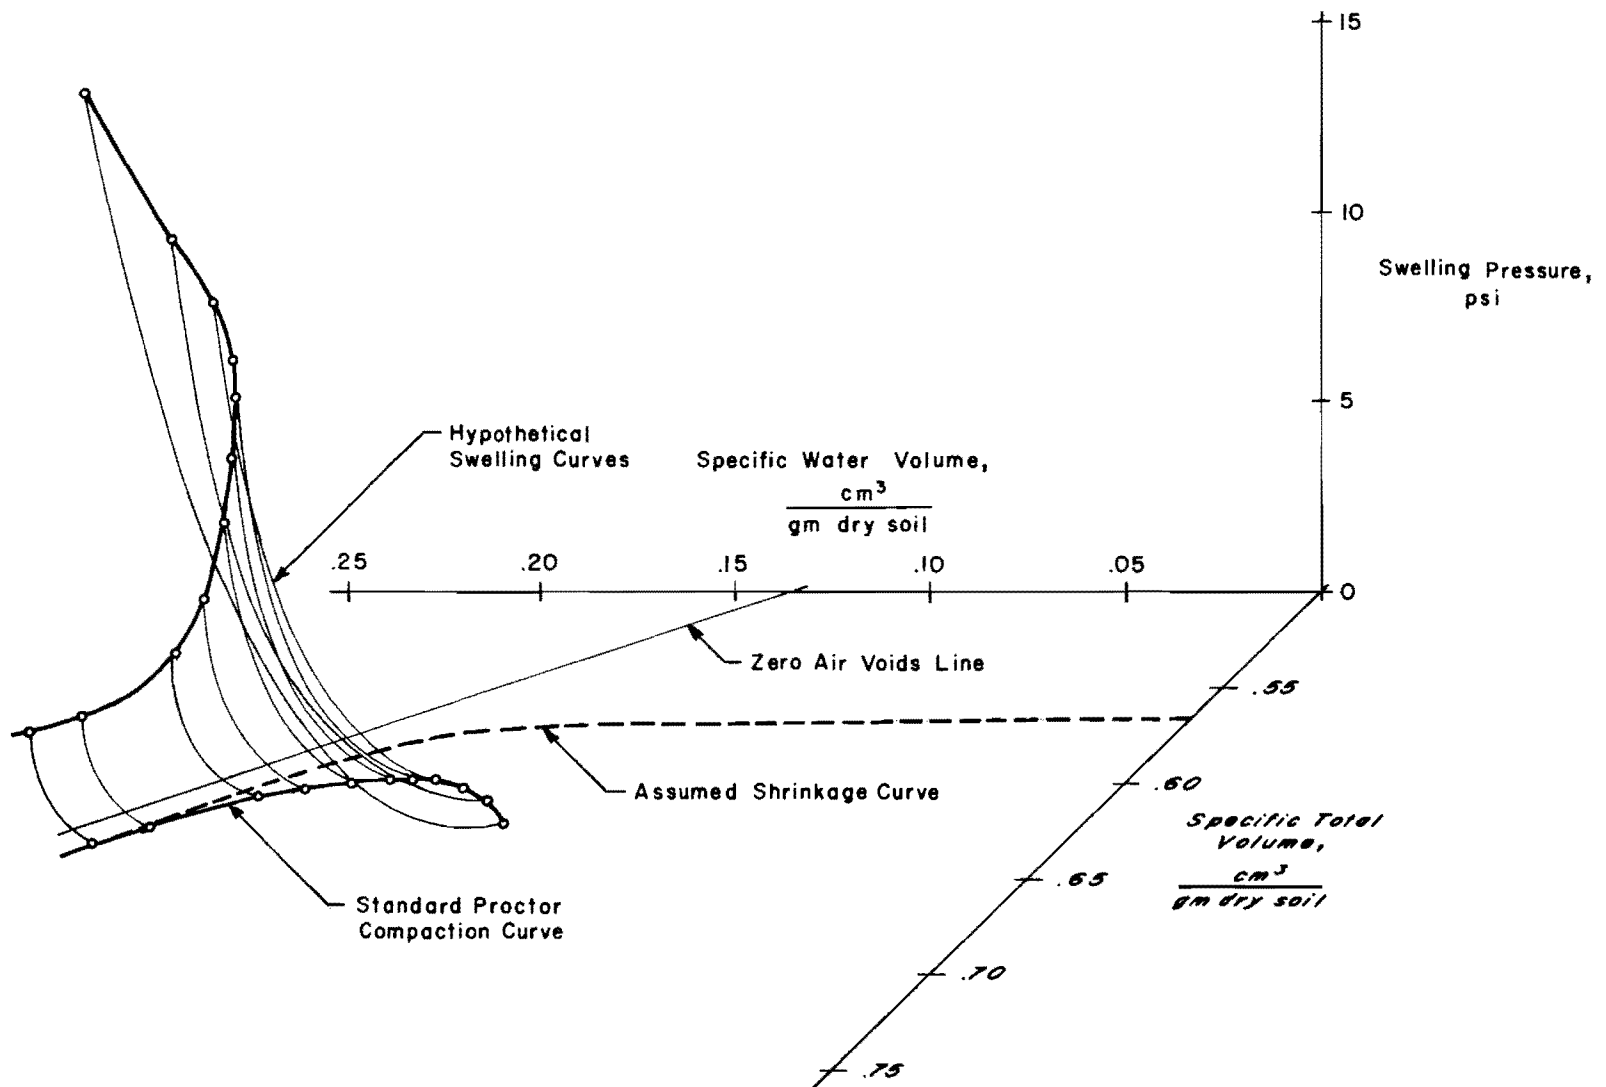 15
10
Swelling Pressure,
psi
5
Hypothetical
Swelling Curves
Specific Water Volume,
cm³
gm dry soil
.25 .20 .15 .10 .05
0
Zero Air Voids Line
.55
Assumed Shrinkage Curve
.60
Specific Total
Volume,
cm³
gm dry soil
.65
Standard Proctor
Compaction Curve
.70
.75